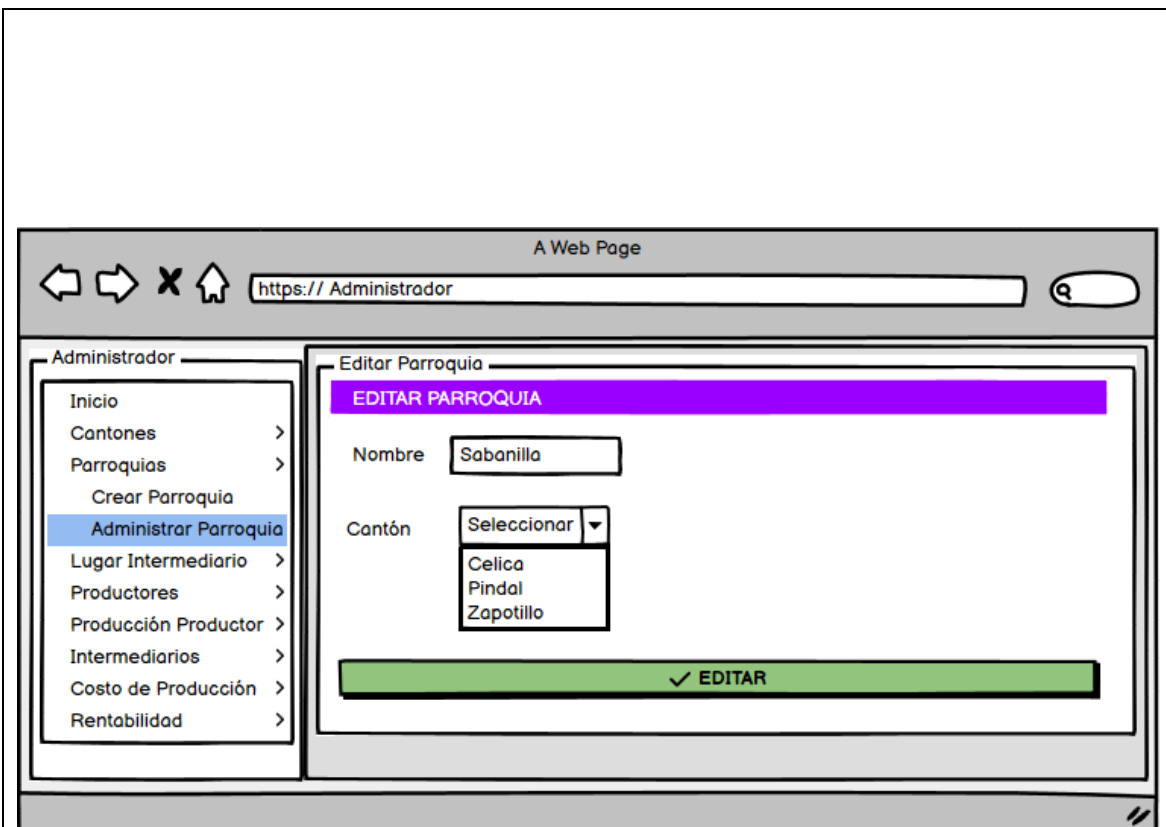 A Web Page
https:// Administrador
Administrador
Inicio
Cantones
Parroquias
Crear Parroquia
Administrar Parroquia
Lugar Intermediario
Productores
Producción Productor
Intermediarios
Costo de Producción
Rentabilidad
Editar Parroquia
EDITAR PARROQUIA
Nombre Sabanilla
Cantón Seleccionar
Celica
Pindal
Zapotillo
EDITAR